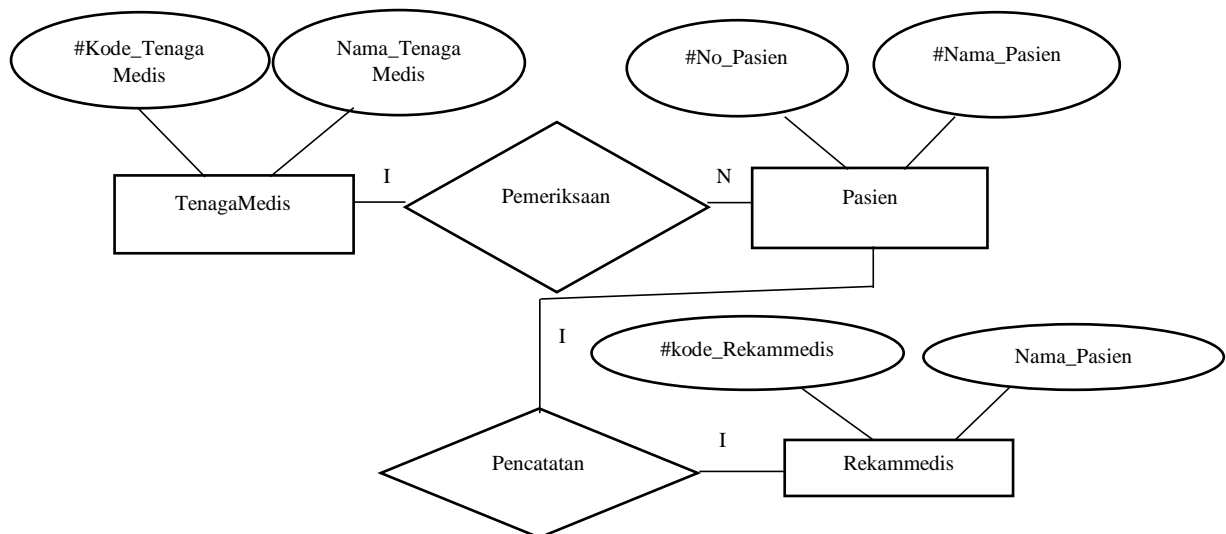 #Kode_Tenaga
Medis
Nama_Tenaga
Medis
#No_Pasien
#Nama_Pasien
TenagaMedis
I
Pemeriksaan
N
Pasien
I
#kode_Rekammedis
Nama_Pasien
Pencatatan
I
Rekammedis